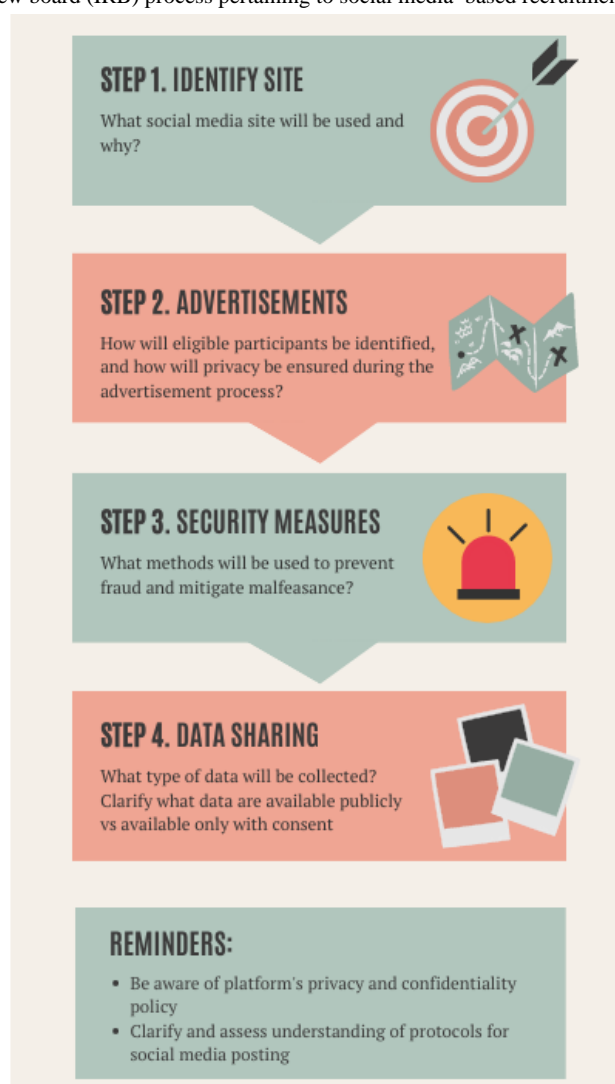 board (IRB) process pertaining to social media-based
STEP 1. IDENTIFY SITE
What social media site will be used and
why?
STEP 2. ADVERTISEMENTS
How will eligible participants be identified,
and how will privacy be ensured during the
advertisement process?
STEP 3. SECURITY MEASURES
What methods will be used to prevent
fraud and mitigate malfeasance?
STEP 4. DATA SHARING
What type of data will be collected?
Clarify what data are available publicly
vs available only with consent
REMINDERS:
• Be aware of platform's privacy and confidentiality
policy
• Clarify and assess understanding of protocols for
social media posting